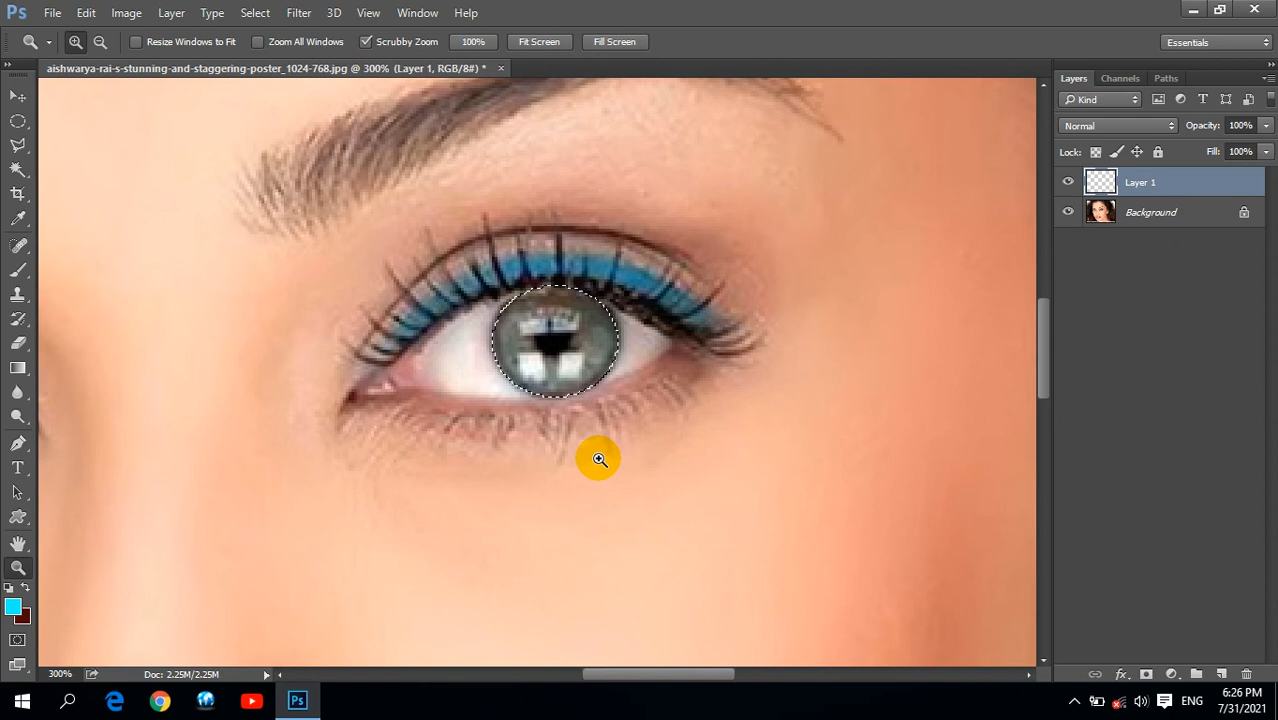 Ps File Edit Image Layer Type Select Filter 3D View Window Help
Resize Windows to Fit Zoom All Windows Scrubby Zoom 100% Fit Screen Fill Screen Essentials
aishwarya-rai-s-stunning-and-staggering-poster_1024-768.jpg @ 300% (Layer 1, RGB/8#) * ×
Layers Channels Paths
Kind
Normal Opacity: 100%
Lock: Fill: 100%
Layer 1
Background
T
300% Doc: 2.25M/2.25M
Ps ENG
6:26 PM
7/31/2021